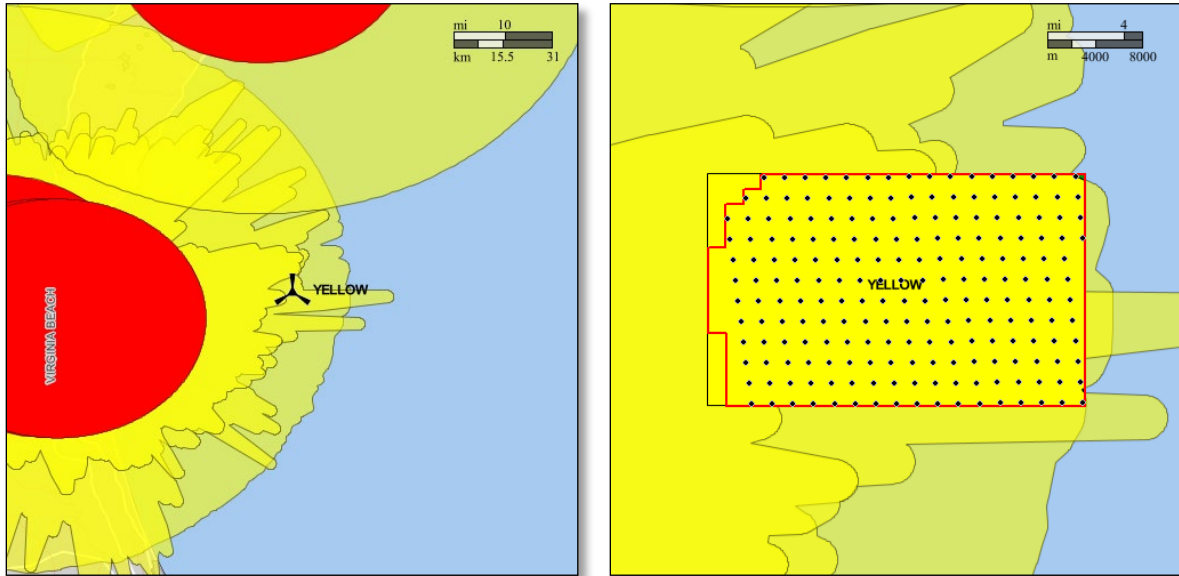 mi 10
km 15.5 31
YELLOW
VIRGINIA BEACH
mi 4
m 4000 8000
YELLOW